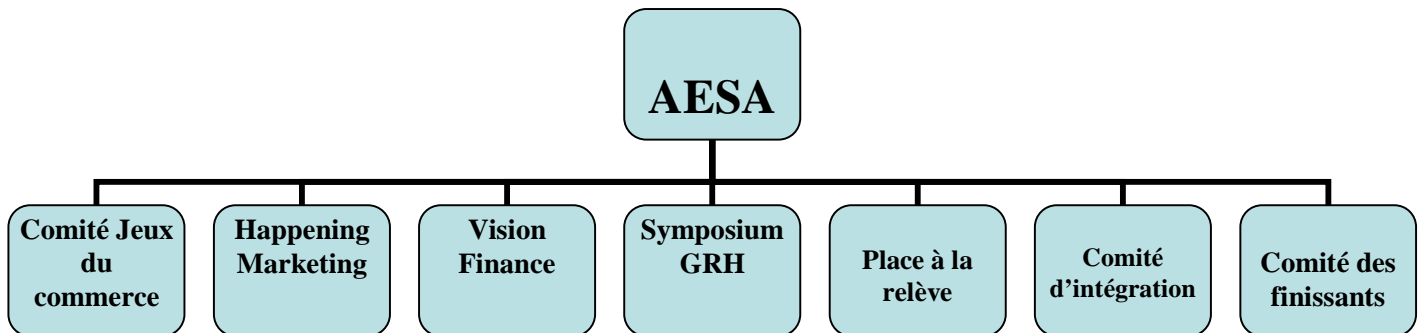 AESA
Comité Jeux
du
commerce
Happening
Marketing
Vision
Finance
Symposium
GRH
Place à la
relève
Comité
d’intégration
Comité des
finissants